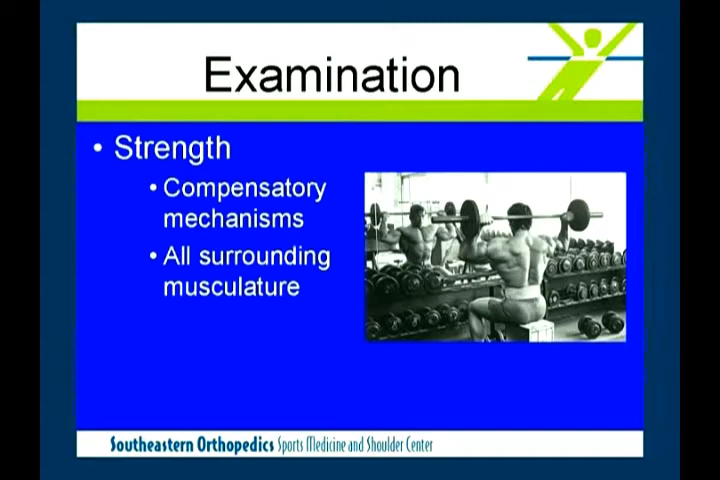 Examination
• Strength
• Compensatory
mechanisms
• All surrounding
musculature
Southeastern Orthopedics Sports Medicine and Shoulder Center